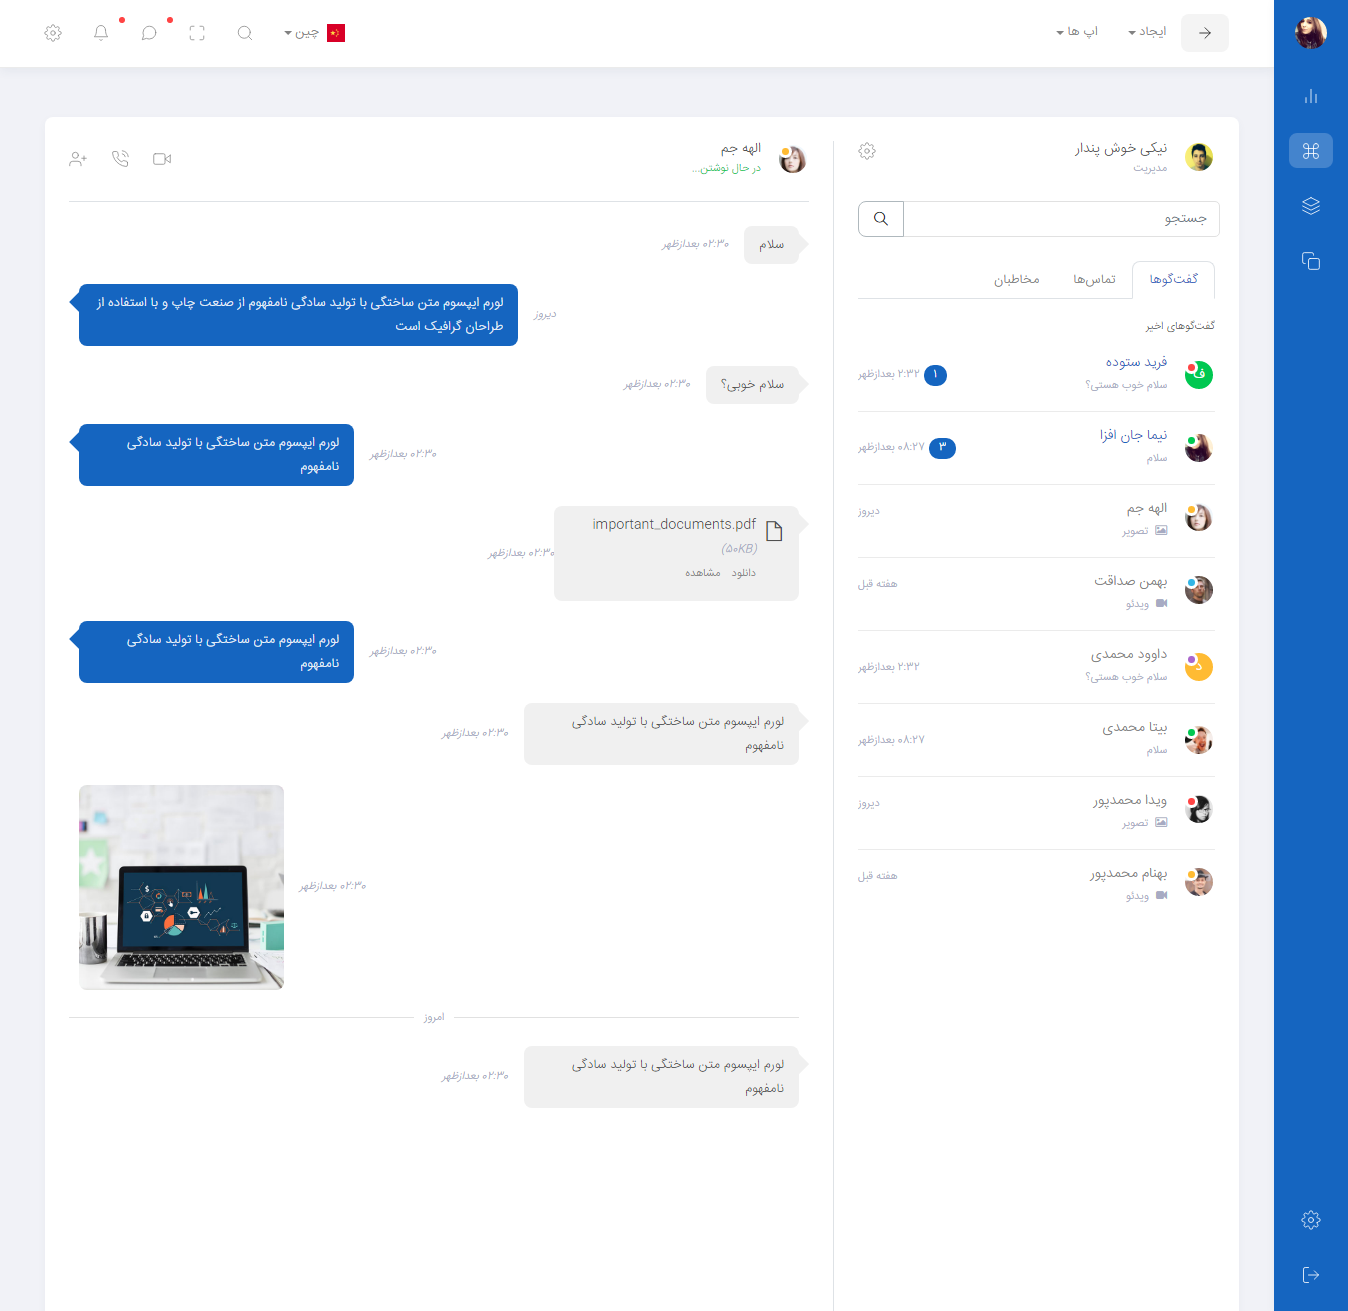 ایجاد
اپ ها
چین
نیکی خوش پندار
مدیریت
جستجو
گفت‌گوها
تماس‌ها
مخاطبان
گفت‌گوهای اخیر
ف
فرید ستوده
سلام خوب هستی؟
۱
۲:۳۲ بعدازظهر
نیما جان افزا
سلام
۳
۰۸:۲۷ بعدازظهر
الهه جم
تصویر
دیروز
بهمن صداقت
ویدئو
هفته قبل
د
داوود محمدی
سلام خوب هستی؟
۲:۳۲ بعدازظهر
بیتا محمدی
سلام
۰۸:۲۷ بعدازظهر
ویدا محمدپور
تصویر
دیروز
بهنام محمدپور
ویدئو
هفته قبل
الهه جم
در حال نوشتن...
سلام
۰۲:۳۰ بعدازظهر
لورم ایپسوم متن ساختگی با تولید سادگی نامفهوم از صنعت چاپ و با استفاده از
طراحان گرافیک است
دیروز
سلام خوبی؟
۰۲:۳۰ بعدازظهر
لورم ایپسوم متن ساختگی با تولید سادگی
نامفهوم
۰۲:۳۰ بعدازظهر
important_documents.pdf
(۵۰KB)
دانلود
مشاهده
۰۲:۳۰ بعدازظهر
لورم ایپسوم متن ساختگی با تولید سادگی
نامفهوم
۰۲:۳۰ بعدازظهر
لورم ایپسوم متن ساختگی با تولید سادگی
نامفهوم
۰۲:۳۰ بعدازظهر
۰۲:۳۰ بعدازظهر
امروز
لورم ایپسوم متن ساختگی با تولید سادگی
نامفهوم
۰۲:۳۰ بعدازظهر